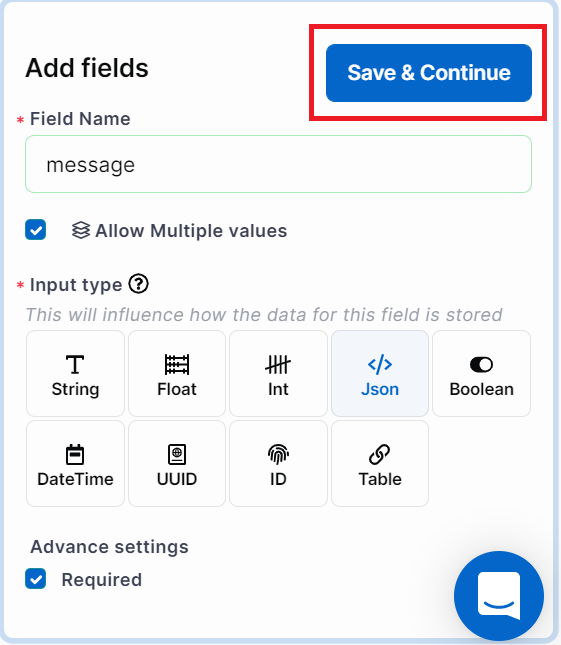 Add fields
Save & Continue
* Field Name
message
Allow Multiple values
* Input type ?
This will influence how the data for this field is stored
String Float Int Json Boolean
DateTime UUID ID Table
Advance settings
Required